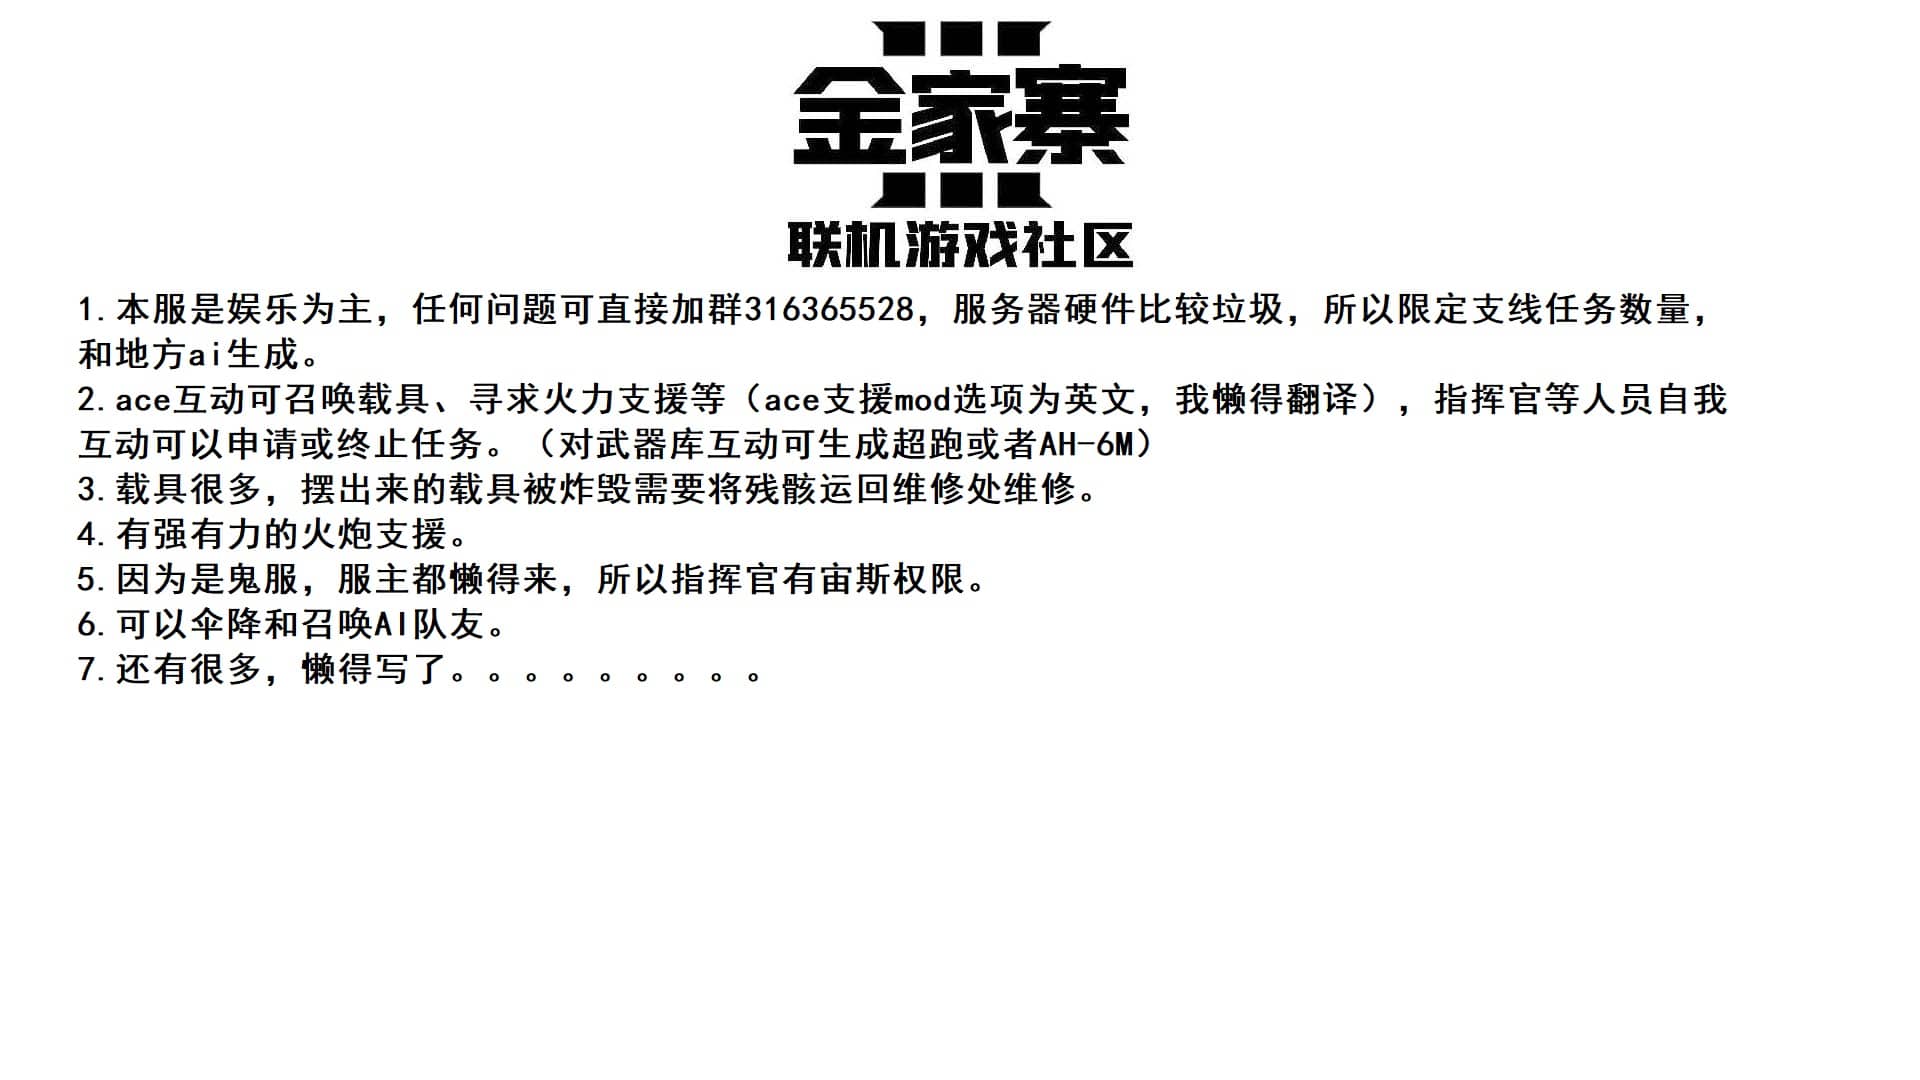 金家寨
联机游戏社区
1.本服是娱乐为主，任何问题可直接加群316365528，服务器硬件比较垃圾，所以限定支线任务数量，
和地方ai生成。
2.ace互动可召唤载具、寻求火力支援等（ace支援mod选项为英文，我懒得翻译），指挥官等人员自我
互动可以申请或终止任务。（对武器库互动可生成超跑或者AH-6M）
3.载具很多，摆出来的载具被炸毁需要将残骸运回维修处维修。
4.有强有力的火炮支援。
5.因为是鬼服，服主都懒得来，所以指挥官有宙斯权限。
6.可以伞降和召唤AI队友。
7.还有很多，懒得写了。。。。。。。。。